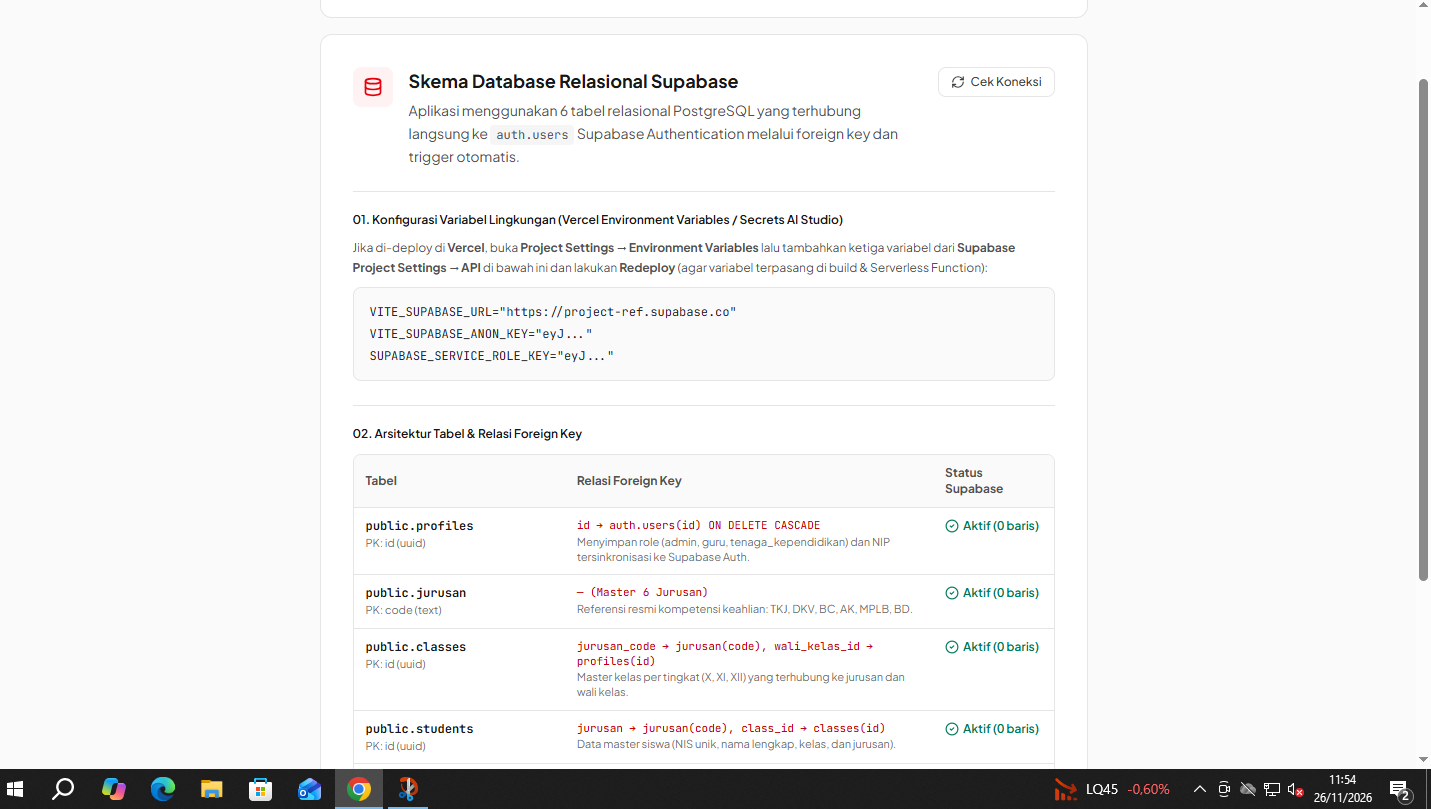 Skema Database Relasional Supabase
Cek Koneksi
Aplikasi menggunakan 6 tabel relasional PostgreSQL yang terhubung
langsung ke auth.users Supabase Authentication melalui foreign key dan
trigger otomatis.
01. Konfigurasi Variabel Lingkungan (Vercel Environment Variables / Secrets AI Studio)
Jika di-deploy di Vercel, buka Project Settings → Environment Variables lalu tambahkan ketiga variabel dari Supabase
Project Settings → API di bawah ini dan lakukan Redeploy (agar variabel terpasang di build & Serverless Function):
VITE_SUPABASE_URL="https://project-ref.supabase.co"
VITE_SUPABASE_ANON_KEY="eyJ..."
SUPABASE_SERVICE_ROLE_KEY="eyJ..."
02. Arsitektur Tabel & Relasi Foreign Key
Tabel
Relasi Foreign Key
Status
Supabase
public.profiles
PK: id (uuid)
id → auth.users(id) ON DELETE CASCADE
Menyimpan role (admin, guru, tenaga_kependidikan) dan NIP
tersinkronisasi ke Supabase Auth.
Aktif (0 baris)
public.jurusan
PK: code (text)
— (Master 6 Jurusan)
Referensi resmi kompetensi keahlian: TKJ, DKV, BC, AK, MPLB, BD.
Aktif (0 baris)
public.classes
PK: id (uuid)
jurusan_code → jurusan(code), wali_kelas_id →
profiles(id)
Master kelas per tingkat (X, XI, XII) yang terhubung ke jurusan dan
wali kelas.
Aktif (0 baris)
public.students
PK: id (uuid)
jurusan → jurusan(code), class_id → classes(id)
Data master siswa (NIS unik, nama lengkap, kelas, dan jurusan).
Aktif (0 baris)
LQ45 -0,60%
11:54
26/11/2026
2